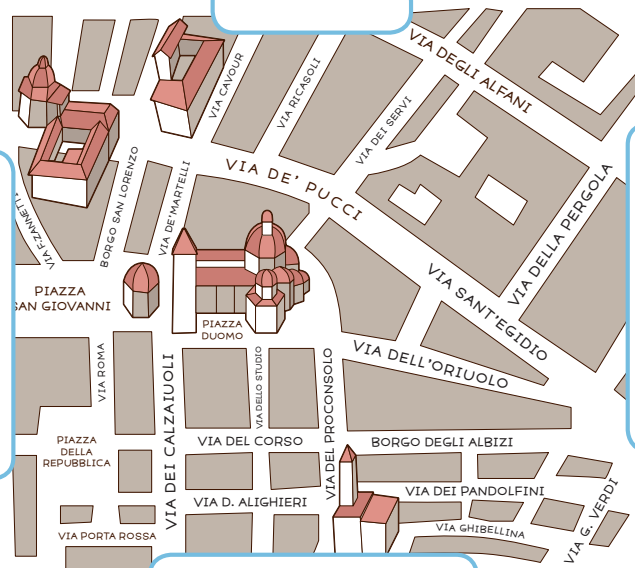 VIA DEGLI ALFANI
VIA CAVOUR
VIA RICASOLI
VIA DEI SERVI
VIA DE' PUCCI
BORGO SAN LORENZO
VIA DE'MARTELLI
VIA F.ZANNETTI
VIA DELLA PERGOLA
VIA SANT'EGIDIO
PIAZZA
SAN GIOVANNI
PIAZZA
DUOMO
VIA DELL'ORIUOLO
VIA ROMA
VIA DEI CALZAIUOLI
VIA DELLO STUDIO
VIA DEL PROCONSOLO
PIAZZA
DELLA
REPUBBLICA
VIA DEL CORSO
BORGO DEGLI ALBIZI
VIA D. ALIGHIERI
VIA DEI PANDOLFINI
VIA GHIBELLINA
VIA G. VERDI
VIA PORTA ROSSA